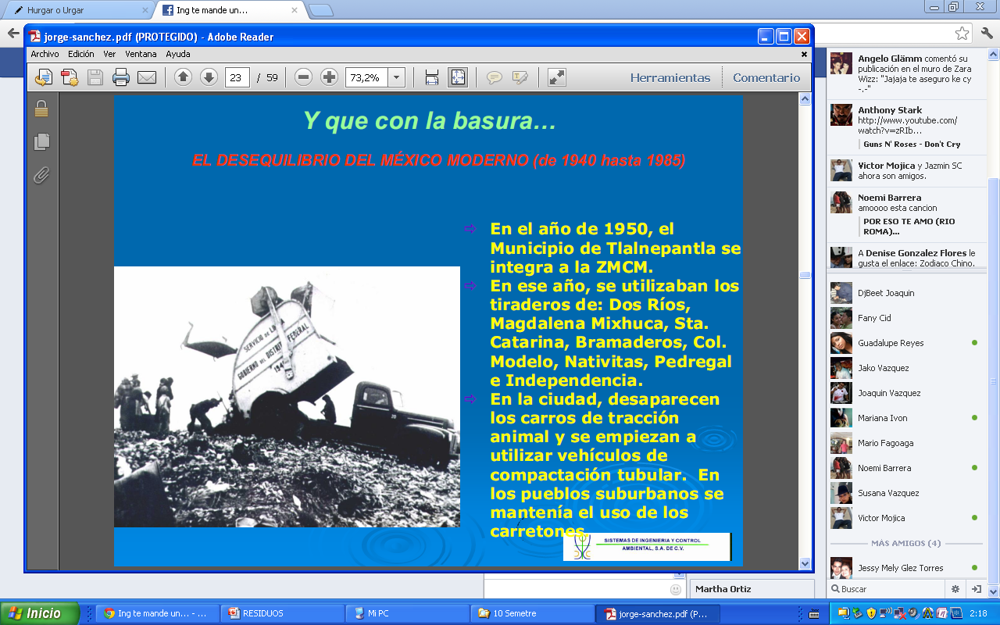 Hurgar o Urgar
Ing te mande un...
jorge-sanchez.pdf (PROTEGIDO) - Adobe Reader
Archivo Edición Ver Ventana Ayuda
23 / 59
73,2%
Herramientas Comentario
Y que con la basura...
EL DESEQUILIBRIO DEL MÉXICO MODERNO (de 1940 hasta 1985)
En el año de 1950, el
Municipio de Tlalnepantla se
integra a la ZMCM.
En ese año, se utilizaban los
tiraderos de: Dos Ríos,
Magdalena Mixhuca, Sta.
Catarina, Bramaderos, Col.
Modelo, Nativitas, Pedregal
e Independencia.
En la ciudad, desaparecen
los carros de tracción
animal y se empiezan a
utilizar vehículos de
compactación tubular. En
los pueblos suburbanos se
mantenía el uso de los
carretones.
SERVICIO DE
GOBIERNO DEL DISTRITO FEDERAL
20
SISTEMAS DE INGENIERIA Y CONTROL
AMBIENTAL, S.A. DE C.V.
Angelo Glämm comentó su
publicación en el muro de Zara
Wizz: "Jajaja te aseguro ke cy
-.-"
Anthony Stark
http://www.youtube.com/
watch?v=zRIb...
Guns N' Roses - Don't Cry
Victor Mojica y Jazmin SC
ahora son amigos.
Noemi Barrera
amoooo esta cancion
POR ESO TE AMO (RIO
ROMA)...
A Denise Gonzalez Flores le
gusta el enlace: Zodiaco Chino.
DjBeet Joaquin
Fany Cid
Guadalupe Reyes
Jako Vazquez
Joaquin Vazquez
Mariana Ivon
Mario Fagoaga
Noemi Barrera
Susana Vazquez
Victor Mojica
MÁS AMIGOS (4)
Jessy Mely Glez Torres
Buscar
Martha Ortiz
Inicio
Ing te mande un... - ...
RESIDUOS
Mi PC
10 Semetre
jorge-sanchez.pdf (P...
2:18